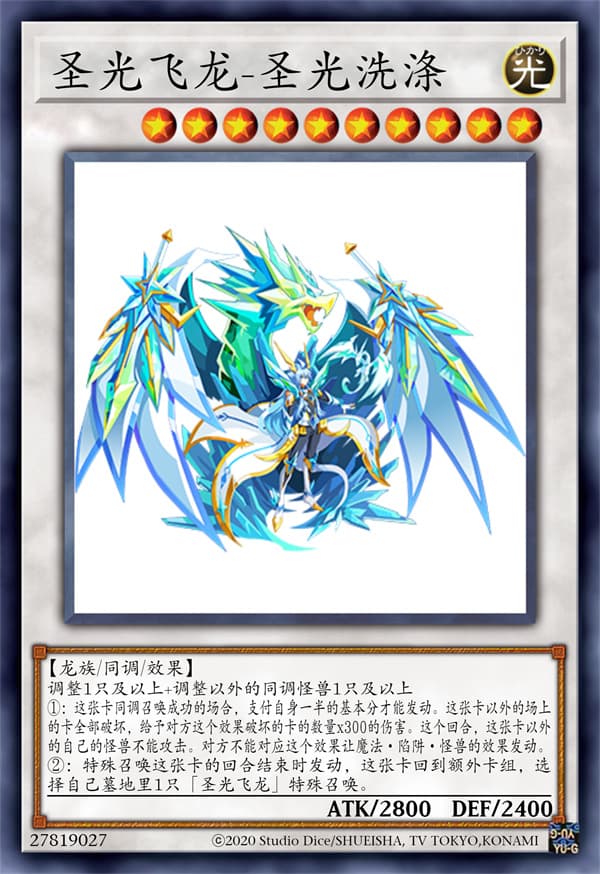 圣光飞龙-圣光洗涤
ひかり
光
【龙族/同调/效果】
调整1只及以上+调整以外的同调怪兽1只以上
①：这张卡同调召唤成功的场合，支付自身一半的基本分才能发动。这张卡以外的场上
的卡全部破坏，给予对方这个效果破坏的卡的数量x300的伤害。这个回合，这张卡以外
的自己的怪兽不能攻击。对方不能对应这个效果让魔法·陷阱·怪兽的效果发动。
②：特殊召唤这张卡的回合结束时发动，这张卡回到额外卡组，选
择自己墓地里1只「圣光飞龙」特殊召唤。
ATK/2800 DEF/2400
27819027 ©2020 Studio Dice/SHUEISHA, TV TOKYO,KONAMI
YU-G
YU-G